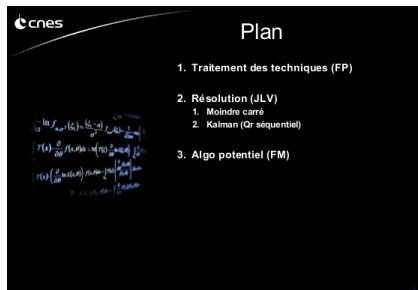 cnes
Plan
1. Traitement des techniques (FP)
2. Résolution (JLV)
1. Moindre carré
2. Kalman (Qr séquentiel)
3. Algo potentiel (FM)